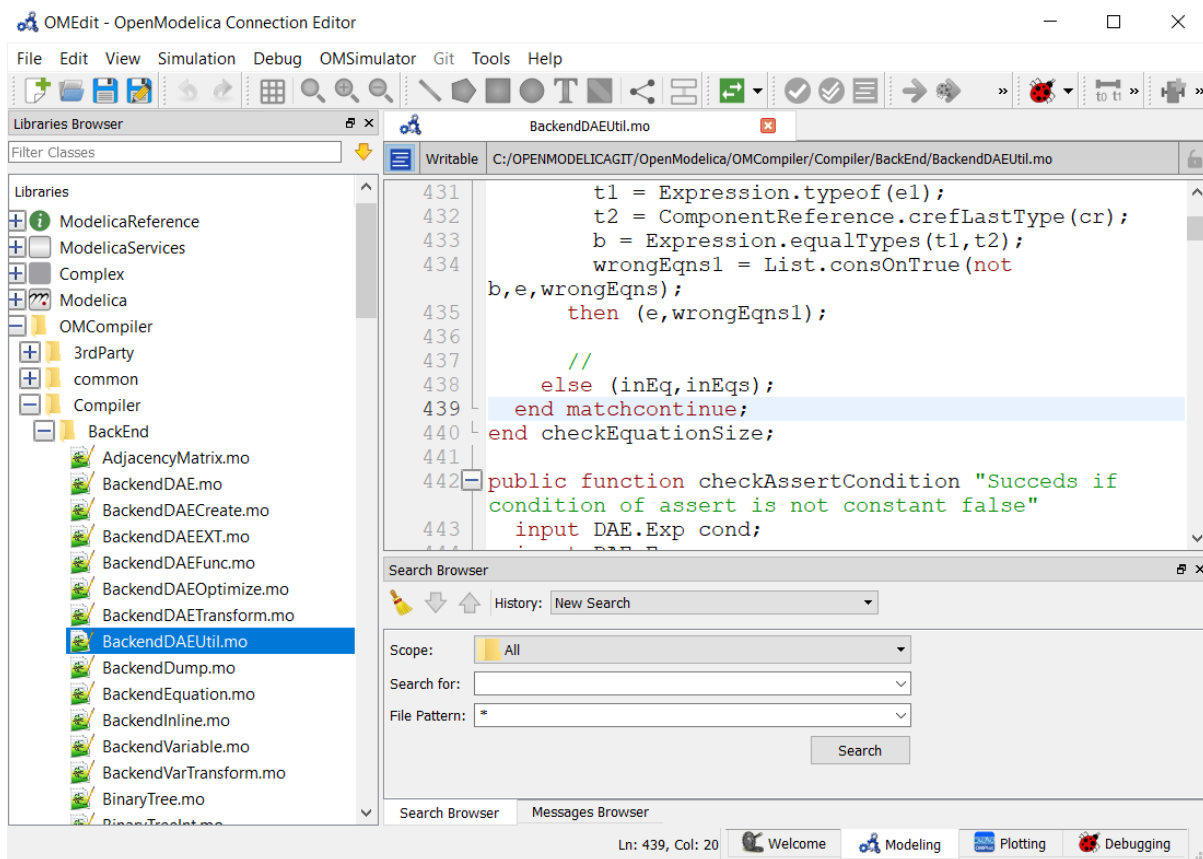 OMEdit - OpenModelica Connection Editor
File Edit View Simulation Debug OMSimulator Git Tools Help
T » to t1 » »
Libraries Browser
Filter Classes
Libraries
ModelicaReference
ModelicaServices
Complex
Modelica
OMCompiler
3rdParty
common
Compiler
BackEnd
AdjacencyMatrix.mo
BackendDAE.mo
BackendDAECreate.mo
BackendDAEEXT.mo
BackendDAEFunc.mo
BackendDAEOptimize.mo
BackendDAETransform.mo
BackendDAEUtil.mo
BackendDump.mo
BackendEquation.mo
BackendInline.mo
BackendVariable.mo
BackendVarTransform.mo
BinaryTree.mo
BinaryTreeInt.mo
BackendDAEUtil.mo
Writable C:/OPENMODELICAGIT/OpenModelica/OMCompiler/Compiler/BackEnd/BackendDAEUtil.mo
431 t1 = Expression.typeof(e1);
432 t2 = ComponentReference.crefLastType(cr);
433 b = Expression.equalTypes(t1,t2);
434 wrongEqns1 = List.consOnTrue(not
b,e,wrongEqns);
435 then (e,wrongEqns1);
436
437 //
438 else (inEq,inEqs);
439 end matchcontinue;
440 end checkEquationSize;
441
442 public function checkAssertCondition "Succeds if
condition of assert is not constant false"
443 input DAE.Exp cond;
Search Browser
History: New Search
Scope: All
Search for:
File Pattern: *
Search
Search Browser Messages Browser
Ln: 439, Col: 20 Welcome Modeling Plotting Debugging